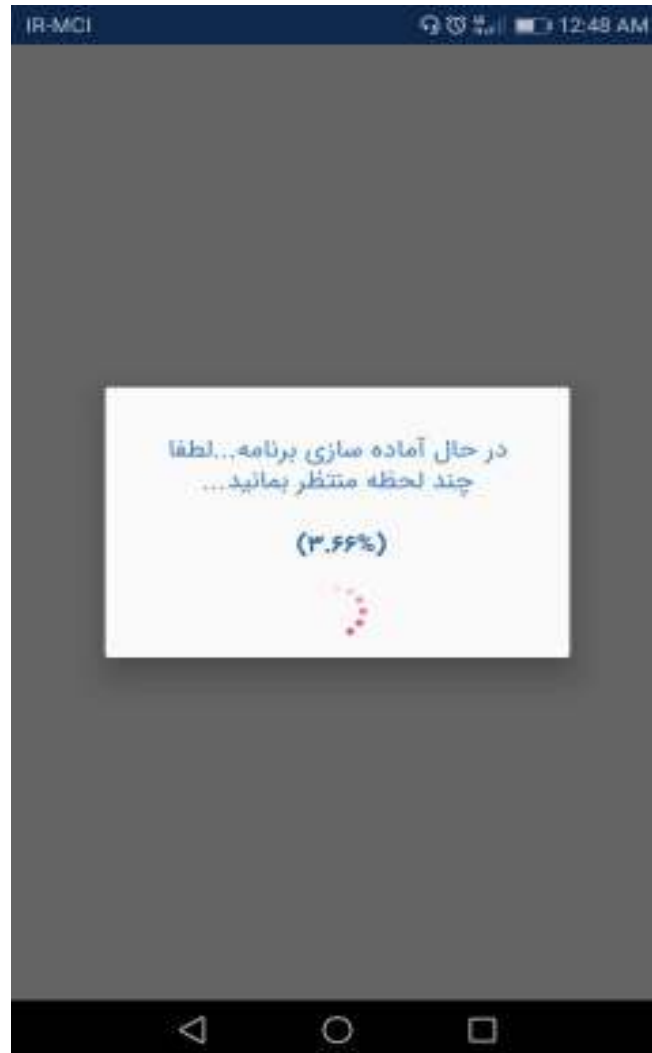 IR-MCI
12:48 AM
در حال آماده سازی برنامه...لطفا
چند لحظه منتظر بمانید...
(۳.۶۶%)